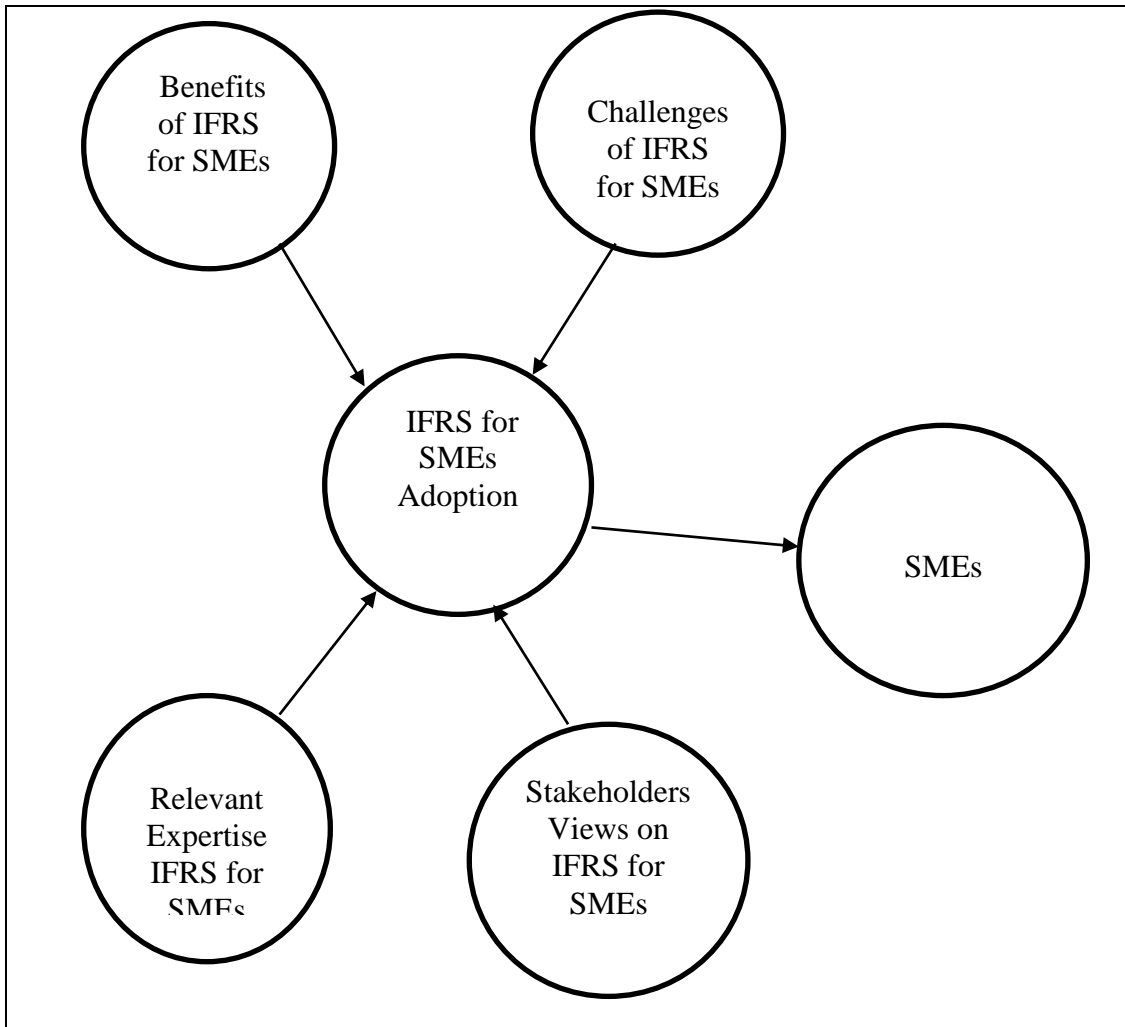 Benefits
of IFRS
for SMEs
Challenges
of IFRS
for SMEs
IFRS for
SMEs
Adoption
SMEs
Relevant
Expertise
IFRS for
SMEs
Stakeholders
Views on
IFRS for
SMEs